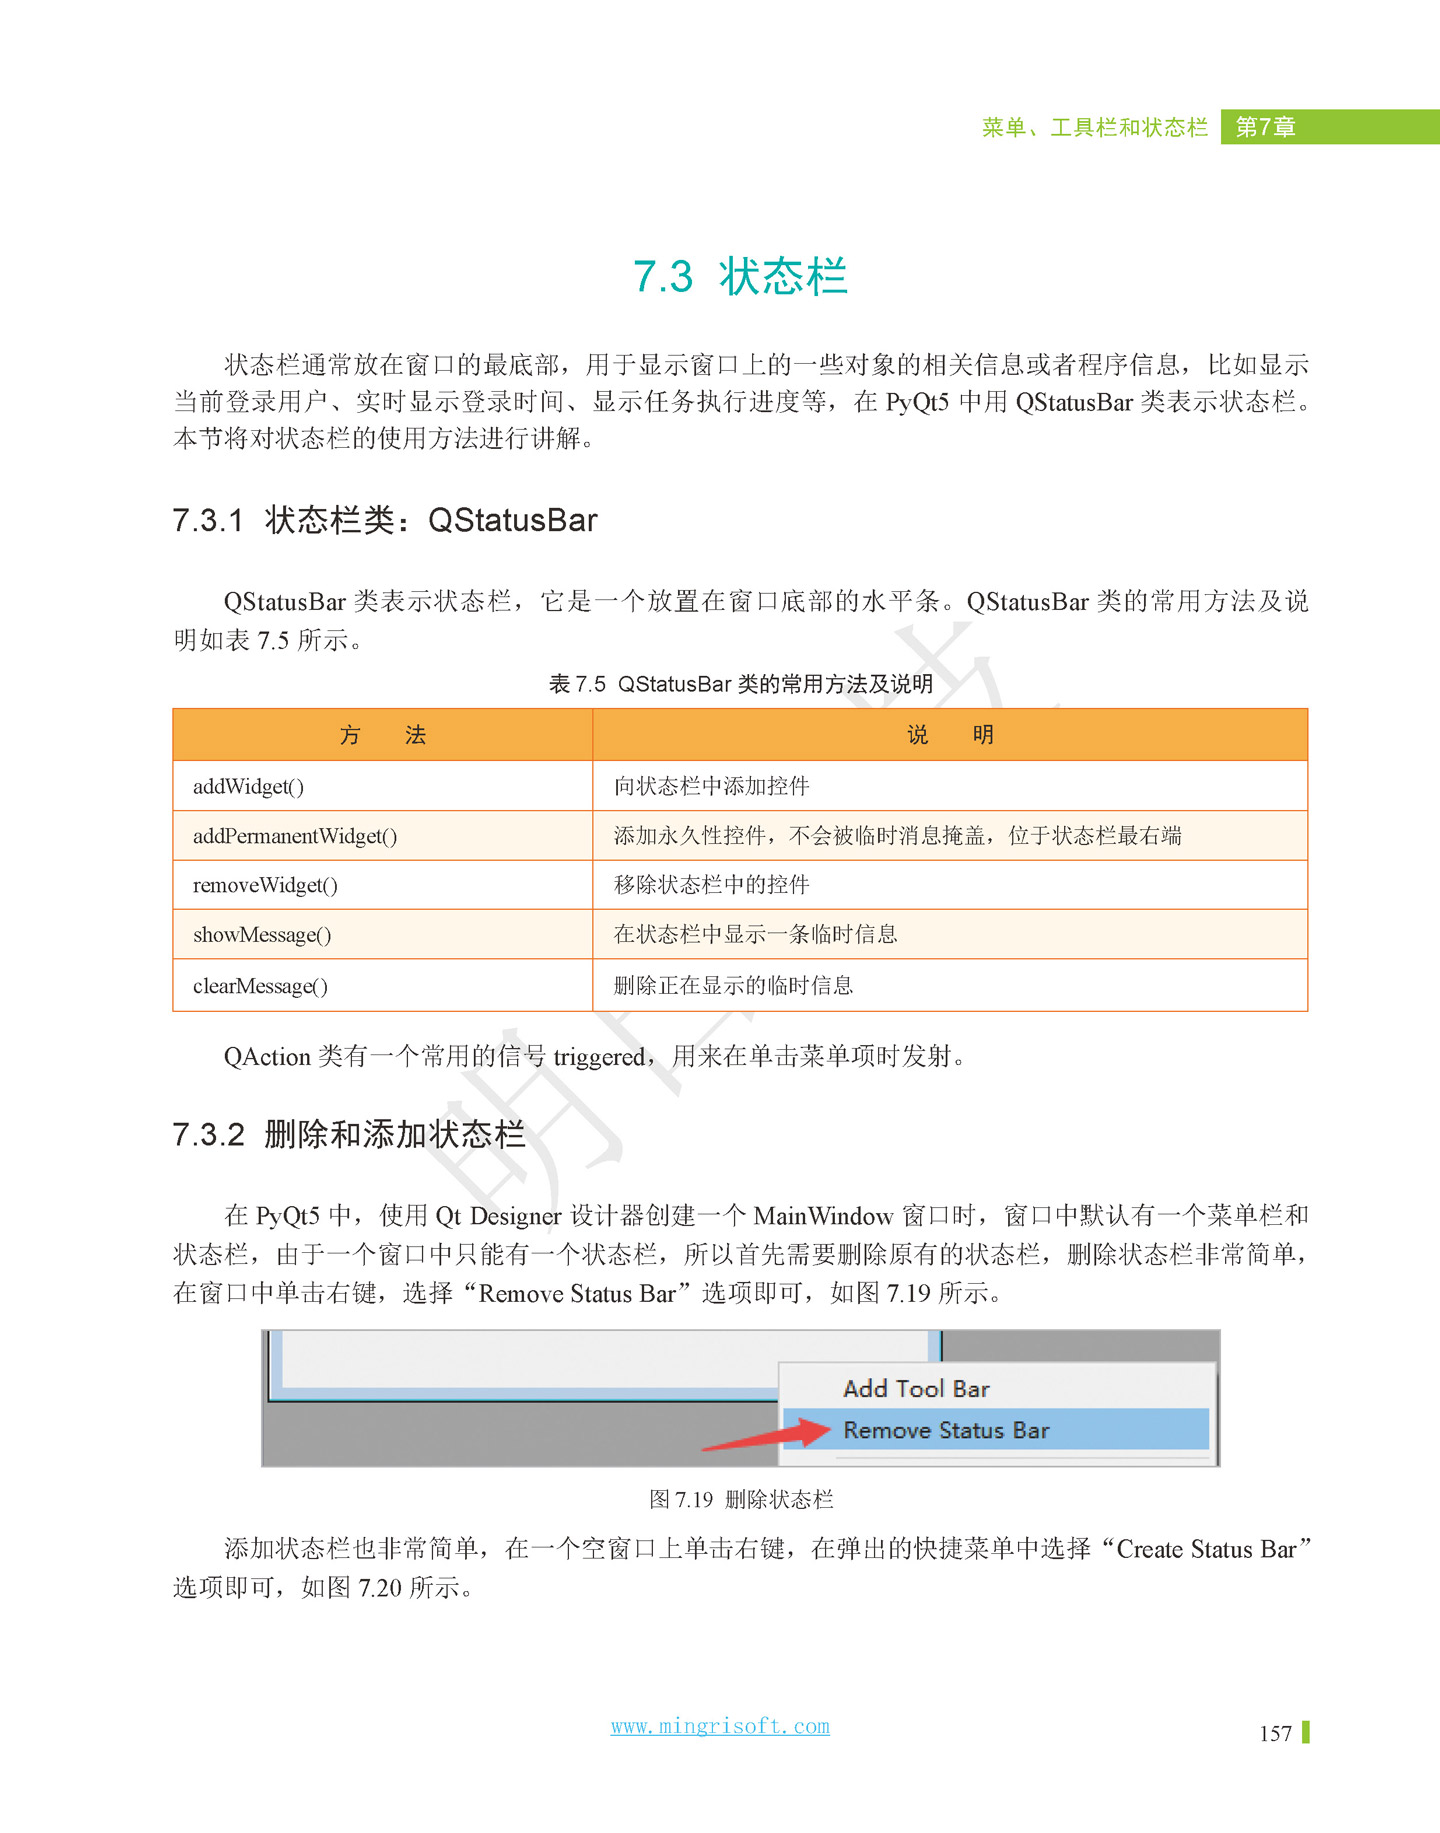 菜单、工具栏和状态栏 第7章
7.3 状态栏
状态栏通常放在窗口的最底部，用于显示窗口上的一些对象的相关信息或者程序信息，比如显示
当前登录用户、实时显示登录时间、显示任务执行进度等，在 PyQt5 中用 QStatusBar 类表示状态栏。
本节将对状态栏的使用方法进行讲解。
7.3.1 状态栏类：QStatusBar
QStatusBar 类表示状态栏，它是一个放置在窗口底部的水平条。QStatusBar 类的常用方法及说
明如表 7.5 所示。
表 7.5 QStatusBar 类的常用方法及说明
方 法 说 明
addWidget() 向状态栏中添加控件
addPermanentWidget() 添加永久性控件，不会被临时消息掩盖，位于状态栏最右端
removeWidget() 移除状态栏中的控件
showMessage() 在状态栏中显示一条临时信息
clearMessage() 删除正在显示的临时信息
QAction 类有一个常用的信号 triggered，用来在单击菜单项时发射。
7.3.2 删除和添加状态栏
在 PyQt5 中，使用 Qt Designer 设计器创建一个 MainWindow 窗口时，窗口中默认有一个菜单栏和
状态栏，由于一个窗口中只能有一个状态栏，所以首先需要删除原有的状态栏，删除状态栏非常简单，
在窗口中单击右键，选择“Remove Status Bar”选项即可，如图 7.19 所示。
Add Tool Bar
Remove Status Bar
图 7.19 删除状态栏
添加状态栏也非常简单，在一个空窗口上单击右键，在弹出的快捷菜单中选择“Create Status Bar”
选项即可，如图 7.20 所示。
www.mingrisoft.com
157